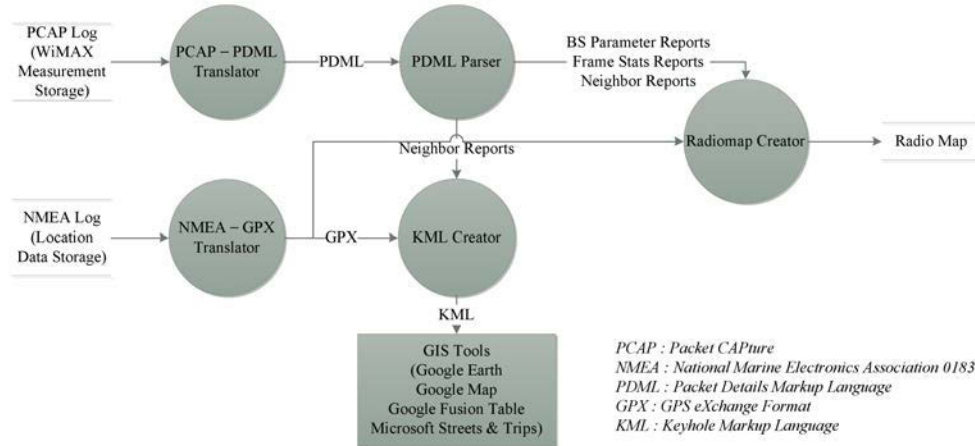 PCAP Log
(WiMAX
Measurement
Storage)
PCAP – PDML
Translator
PDML
PDML Parser
BS Parameter Reports
Frame Stats Reports
Neighbor Reports
Radiomap Creator
Radio Map
Neighbor Reports
NMEA Log
(Location
Data Storage)
NMEA – GPX
Translator
GPX
KML Creator
KML
GIS Tools
(Google Earth
Google Map
Google Fusion Table
Microsoft Streets & Trips)
PCAP : Packet CAPture
NMEA : National Marine Electronics Association 0183
PDML : Packet Details Markup Language
GPX : GPS eXchange Format
KML : Keyhole Markup Language